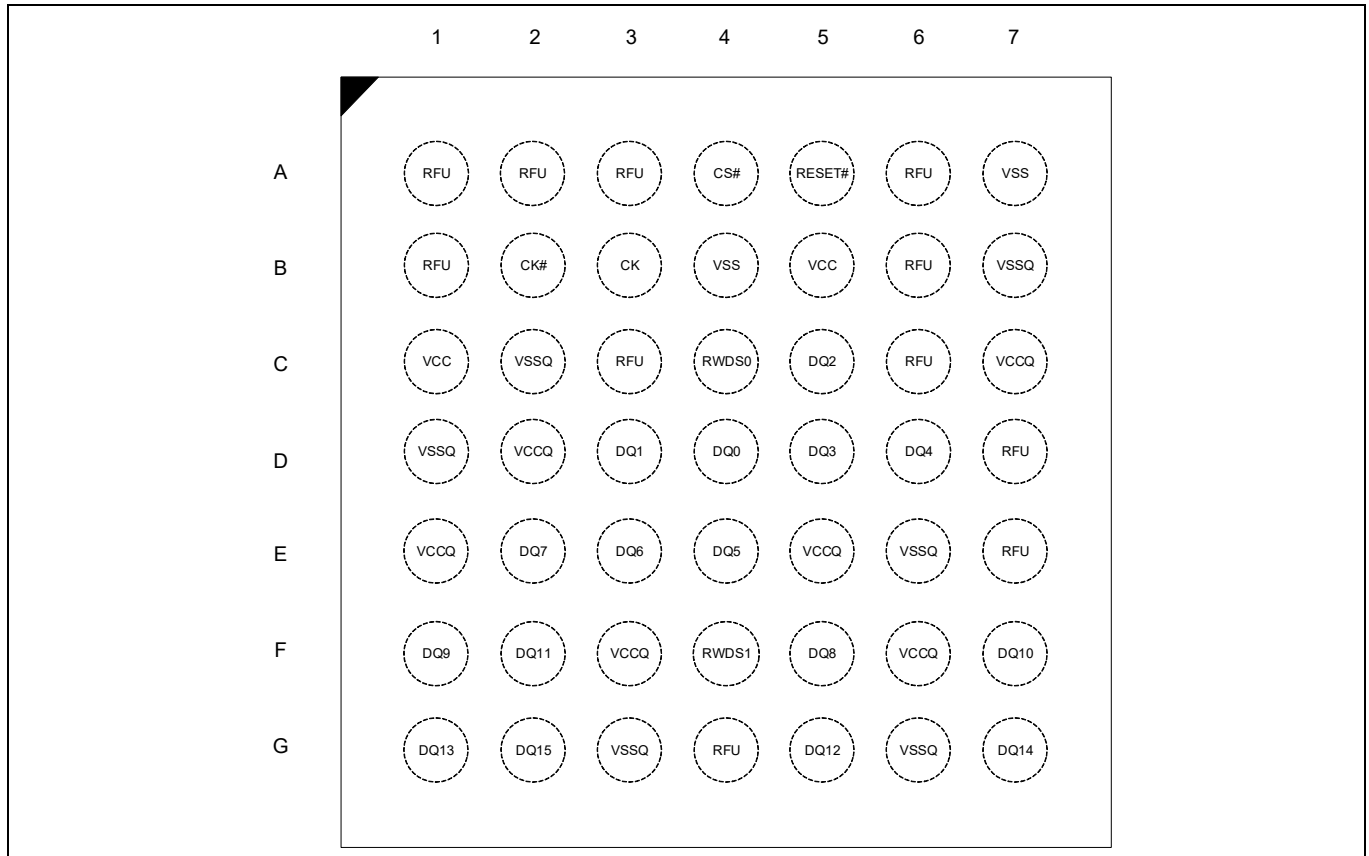 1 2 3 4 5 6 7
A RFU RFU RFU CS# RESET# RFU VSS
B RFU CK# CK VSS VCC RFU VSSQ
C VCC VSSQ RFU RWDS0 DQ2 RFU VCCQ
D VSSQ VCCQ DQ1 DQ0 DQ3 DQ4 RFU
E VCCQ DQ7 DQ6 DQ5 VCCQ VSSQ RFU
F DQ9 DQ11 VCCQ RWDS1 DQ8 VCCQ DQ10
G DQ13 DQ15 VSSQ RFU DQ12 VSSQ DQ14